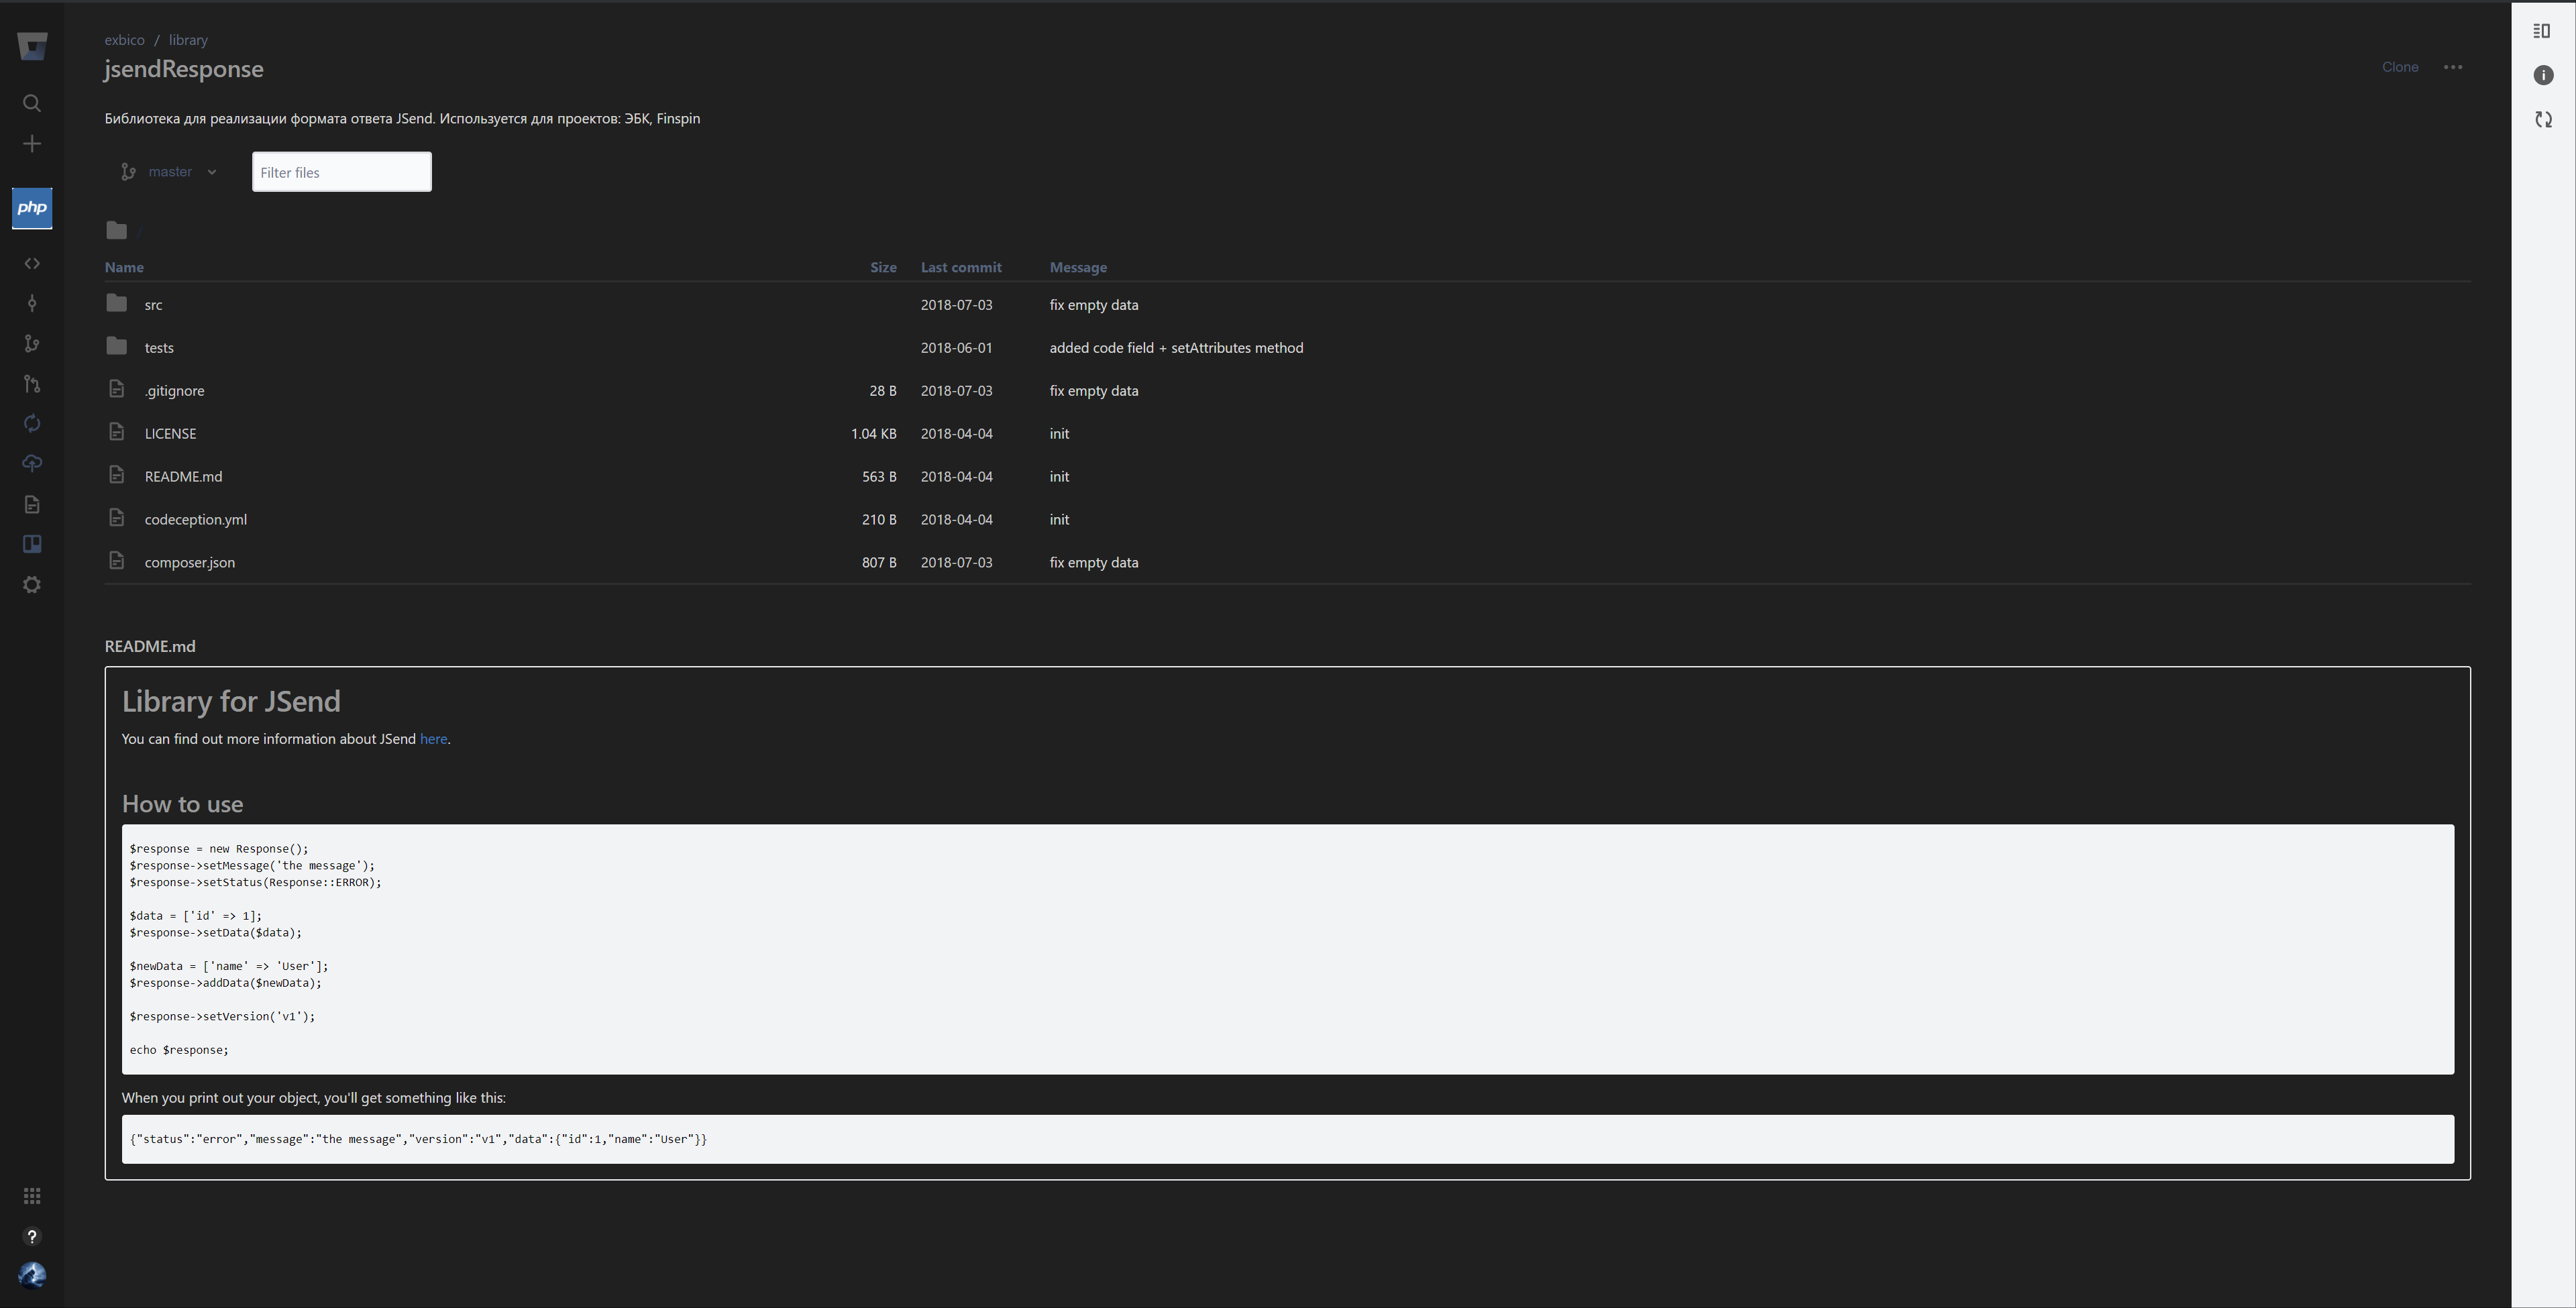 exbico / library
jsendResponse
Clone
Библиотека для реализации формата ответа JSend. Используется для проектов: ЭБК, Finspin
master
Filter files
php
/
Name Size Last commit Message
src 2018-07-03 fix empty data
tests 2018-06-01 added code field + setAttributes method
.gitignore 28 B 2018-07-03 fix empty data
LICENSE 1.04 KB 2018-04-04 init
README.md 563 B 2018-04-04 init
codeception.yml 210 B 2018-04-04 init
composer.json 807 B 2018-07-03 fix empty data
README.md
Library for JSend
You can find out more information about JSend here.
How to use
$response = new Response();
$response->setMessage('the message');
$response->setStatus(Response::ERROR);
$data = ['id' => 1];
$response->setData($data);
$newData = ['name' => 'User'];
$response->addData($newData);
$response->setVersion('v1');
echo $response;
When you print out your object, you'll get something like this:
{"status":"error","message":"the message","version":"v1","data":{"id":1,"name":"User"}}